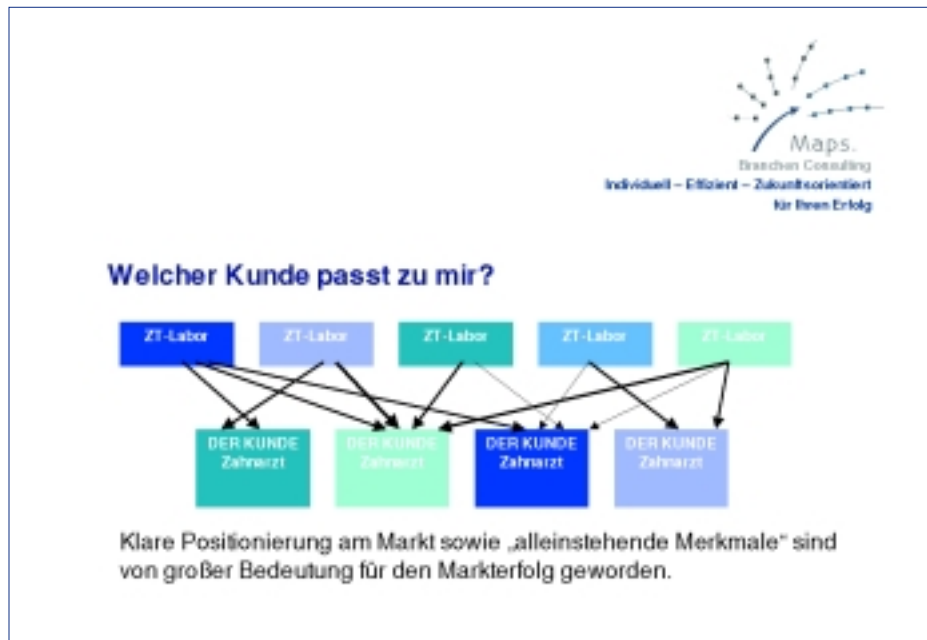 Maps.
Branchen Consulting
Individuell – Effizient – Zukunftsorientiert
für Ihren Erfolg
Welcher Kunde passt zu mir?
ZT-Labor ZT-Labor ZT-Labor ZT-Labor ZT-Labor
DER KUNDE DER KUNDE DER KUNDE DER KUNDE
Zahnarzt Zahnarzt Zahnarzt Zahnarzt
Klare Positionierung am Markt sowie „alleinstehende Merkmale“ sind
von großer Bedeutung für den Markterfolg geworden.